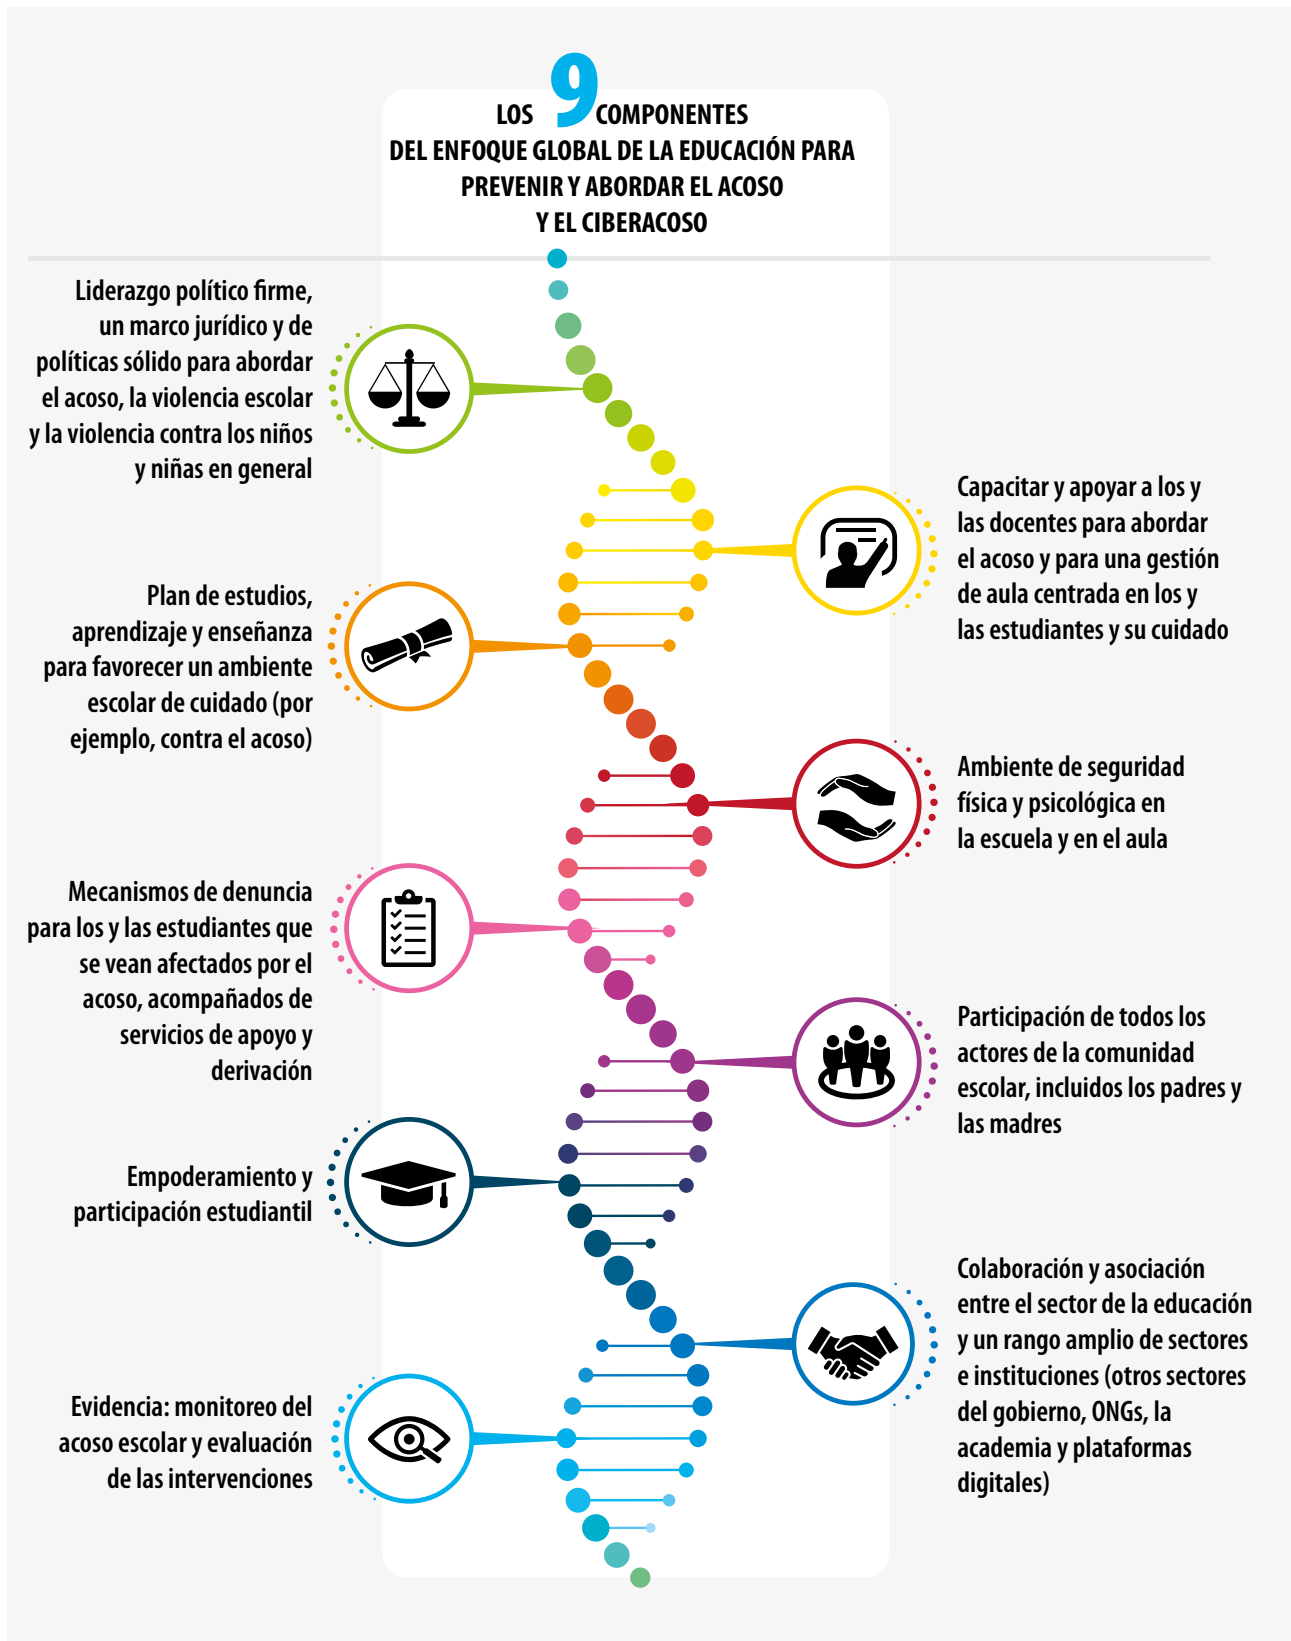 LOS 9 COMPONENTES
DEL ENFOQUE GLOBAL DE LA EDUCACIÓN PARA
PREVENIR Y ABORDAR EL ACOSO
Y EL CIBERACOSO
Liderazgo político firme,
un marco jurídico y de
políticas sólido para abordar
el acoso, la violencia escolar
y la violencia contra los niños
y niñas en general
Capacitar y apoyar a los y
las docentes para abordar
el acoso y para una gestión
de aula centrada en los y
las estudiantes y su cuidado
Plan de estudios,
aprendizaje y enseñanza
para favorecer un ambiente
escolar de cuidado (por
ejemplo, contra el acoso)
Ambiente de seguridad
física y psicológica en
la escuela y en el aula
Mecanismos de denuncia
para los y las estudiantes que
se vean afectados por el
acoso, acompañados de
servicios de apoyo y
derivación
Participación de todos los
actores de la comunidad
escolar, incluidos los padres y
las madres
Empoderamiento y
participación estudiantil
Colaboración y asociación
entre el sector de la educación
y un rango amplio de sectores
e instituciones (otros sectores
del gobierno, ONGs, la
academia y plataformas
digitales)
Evidencia: monitoreo del
acoso escolar y evaluación
de las intervenciones